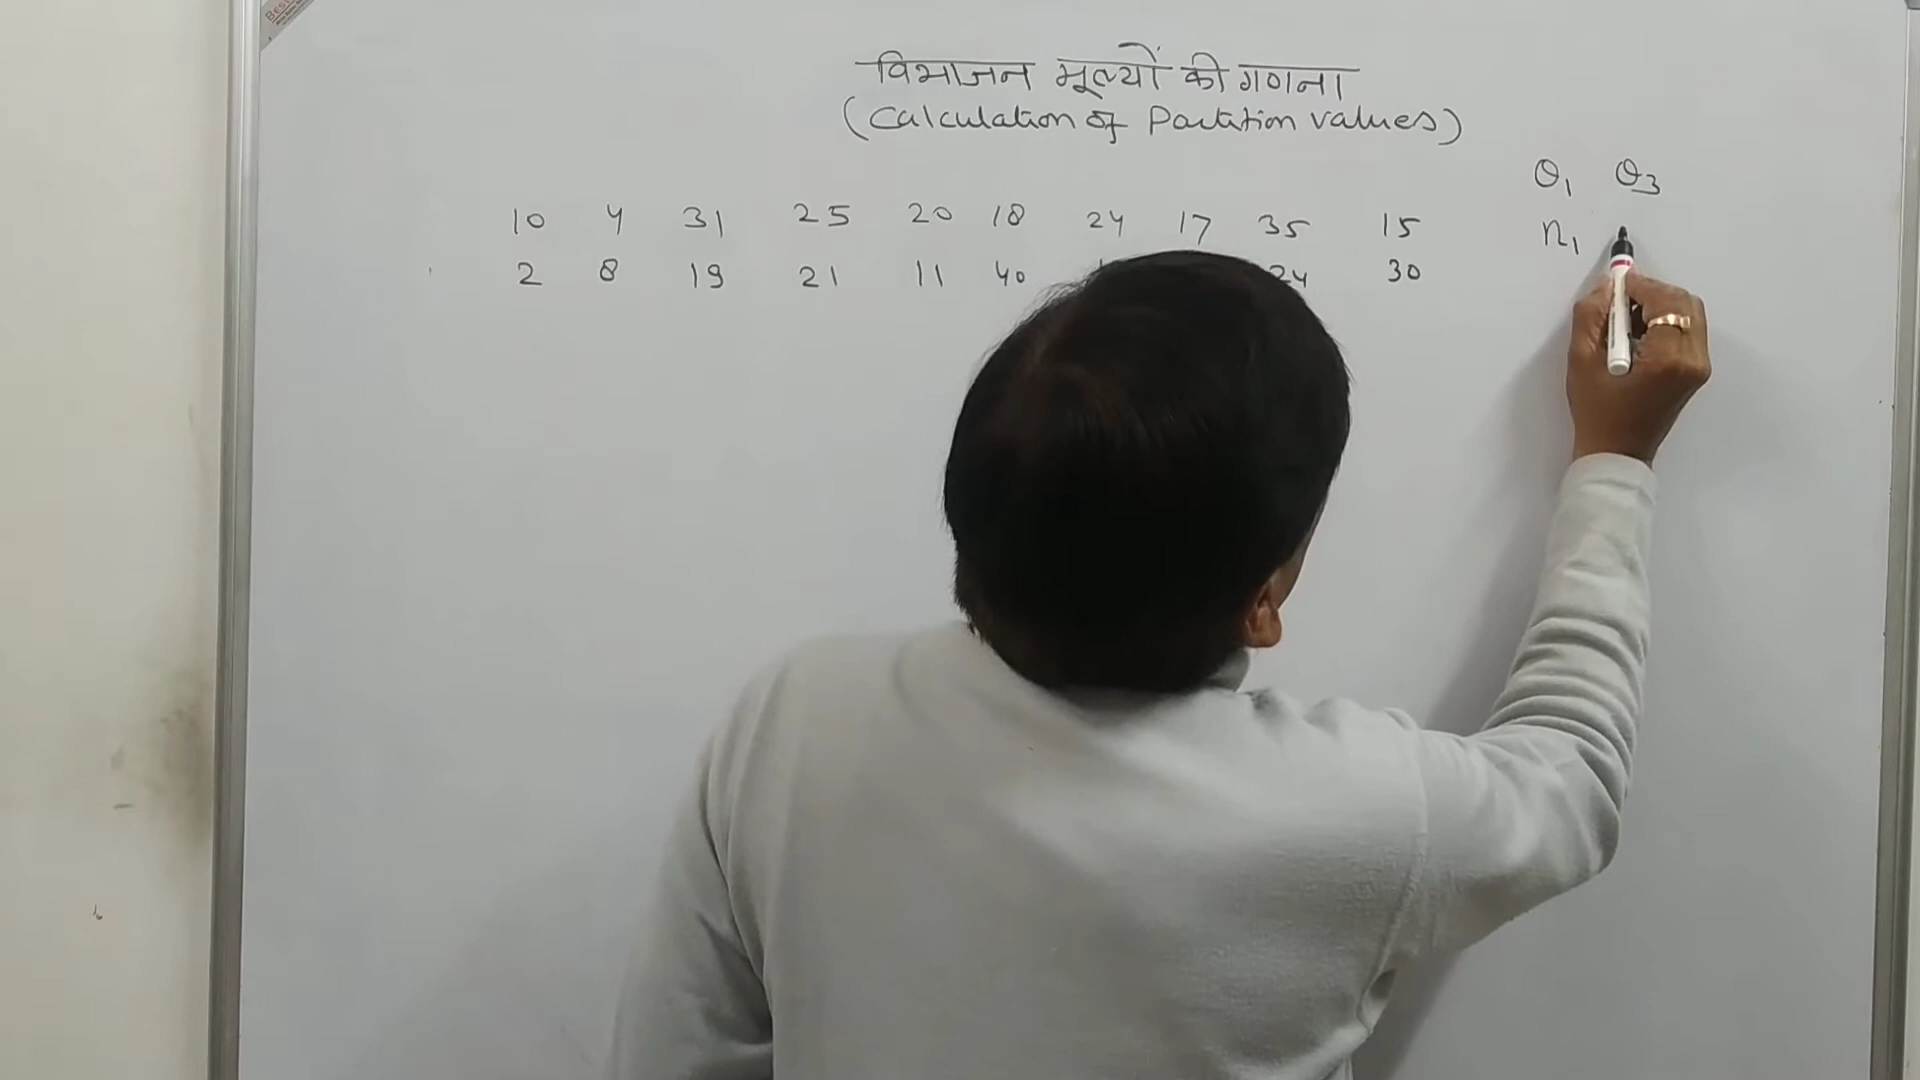 विभाजन मूल्यों की गणना
(Calculation of Partition values)
Q1 Q3
10 4 31 25 20 18 24 17 35 15
n1
2 8 19 21 11 40 24 30